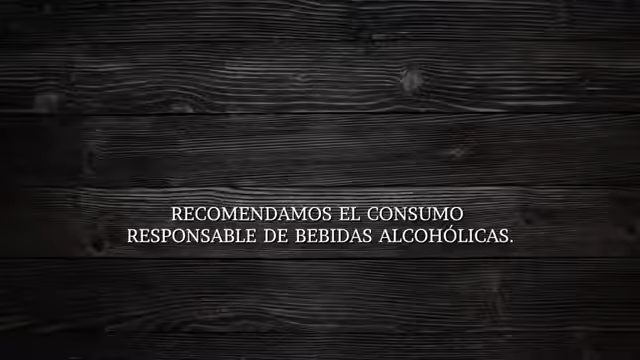 RECOMENDAMOS EL CONSUMO
RESPONSABLE DE BEBIDAS ALCOHÓLICAS.